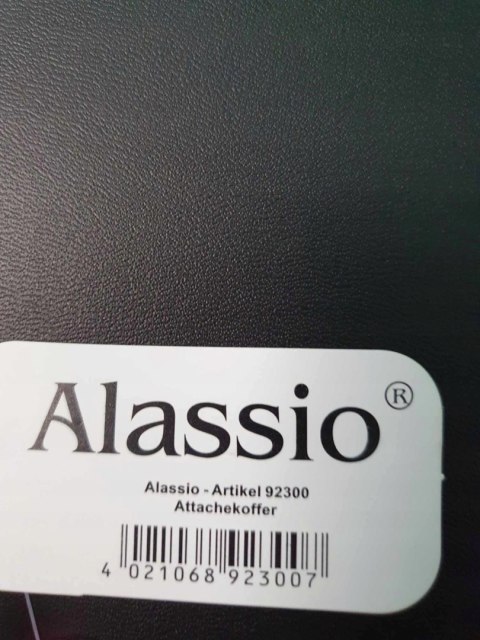 Alassio®
Alassio - Artikel 92300
Attachekoffer
4 021068 923007